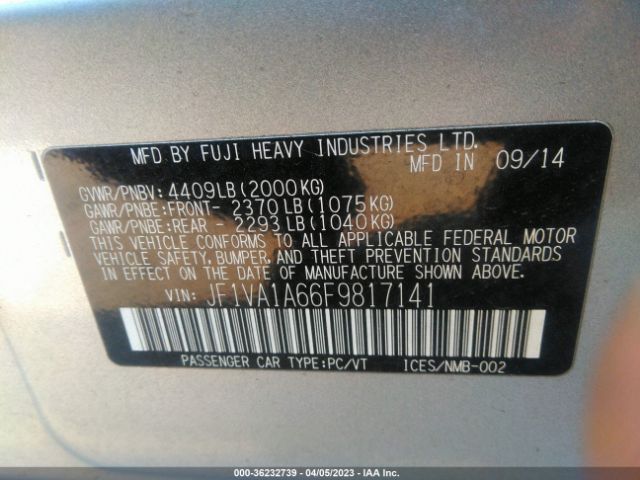 MFD BY FUJI HEAVY INDUSTRIES LTD.
MFD IN 09/14
GVWR/PNBV: 4409LB(2000KG)
GAWR/PNBE:FRONT- 2370LB(1075KG)
GAWR/PNBE:REAR - 2293LB(1040KG)
THIS VEHICLE CONFORMS TO ALL APPLICABLE FEDERAL MOTOR
VEHICLE SAFETY, BUMPER, AND THEFT PREVENTION STANDARDS
IN EFFECT ON THE DATE OF MANUFACTURE SHOWN ABOVE.
VIN: JF1VA1A66F9817141
PASSENGER CAR TYPE:PC/VT ICES/NMB-002
000-36232739 - 04/05/2023 - IAA Inc.